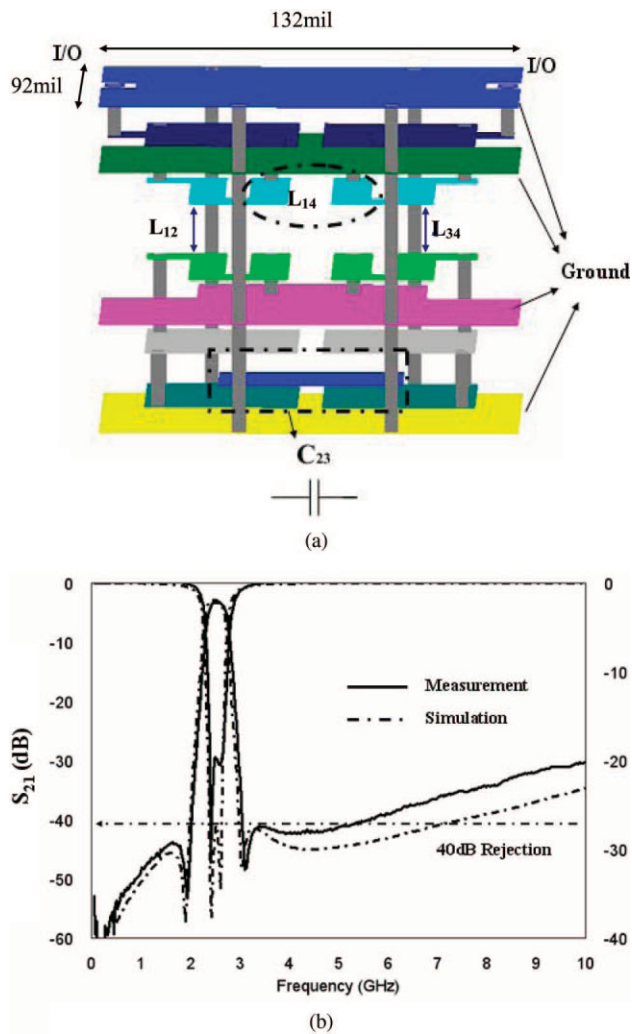 132mil
I/O
I/O
92mil
L14
L12
L34
Ground
C23
(a)
0
-10
-20
-30
-40
-50
-60
S21 (dB)
0
-10
-20
-30
-40
Measurement
Simulation
40dB Rejection
0 1 2 3 4 5 6 7 8 9 10
Frequency (GHz)
(b)